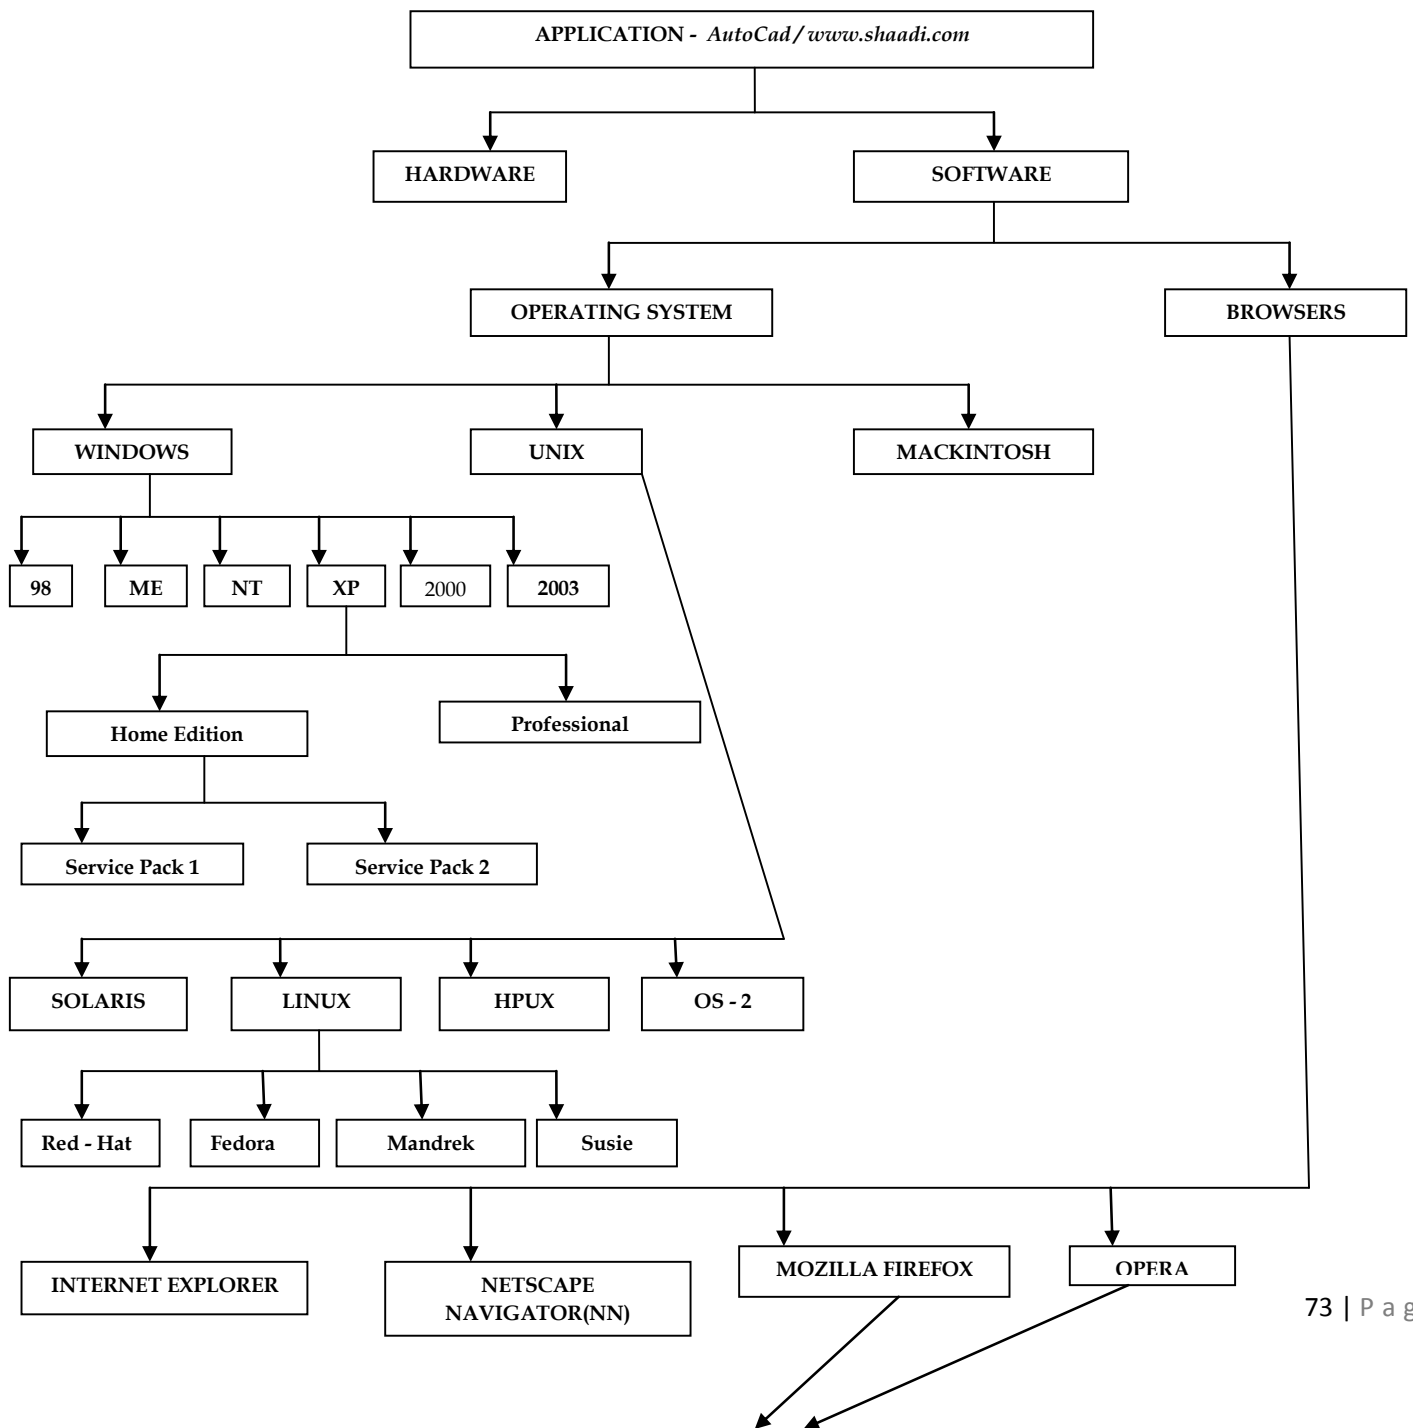 APPLICATION - AutoCad / www.shaadi.com
HARDWARE
SOFTWARE
OPERATING SYSTEM
BROWSERS
WINDOWS
UNIX
MACKINTOSH
98
ME
NT
XP
2000
2003
Home Edition
Professional
Service Pack 1
Service Pack 2
SOLARIS
LINUX
HPUX
OS - 2
Red - Hat
Fedora
Mandrek
Susie
INTERNET EXPLORER
NETSCAPE
NAVIGATOR(NN)
MOZILLA FIREFOX
OPERA
73 | P a g